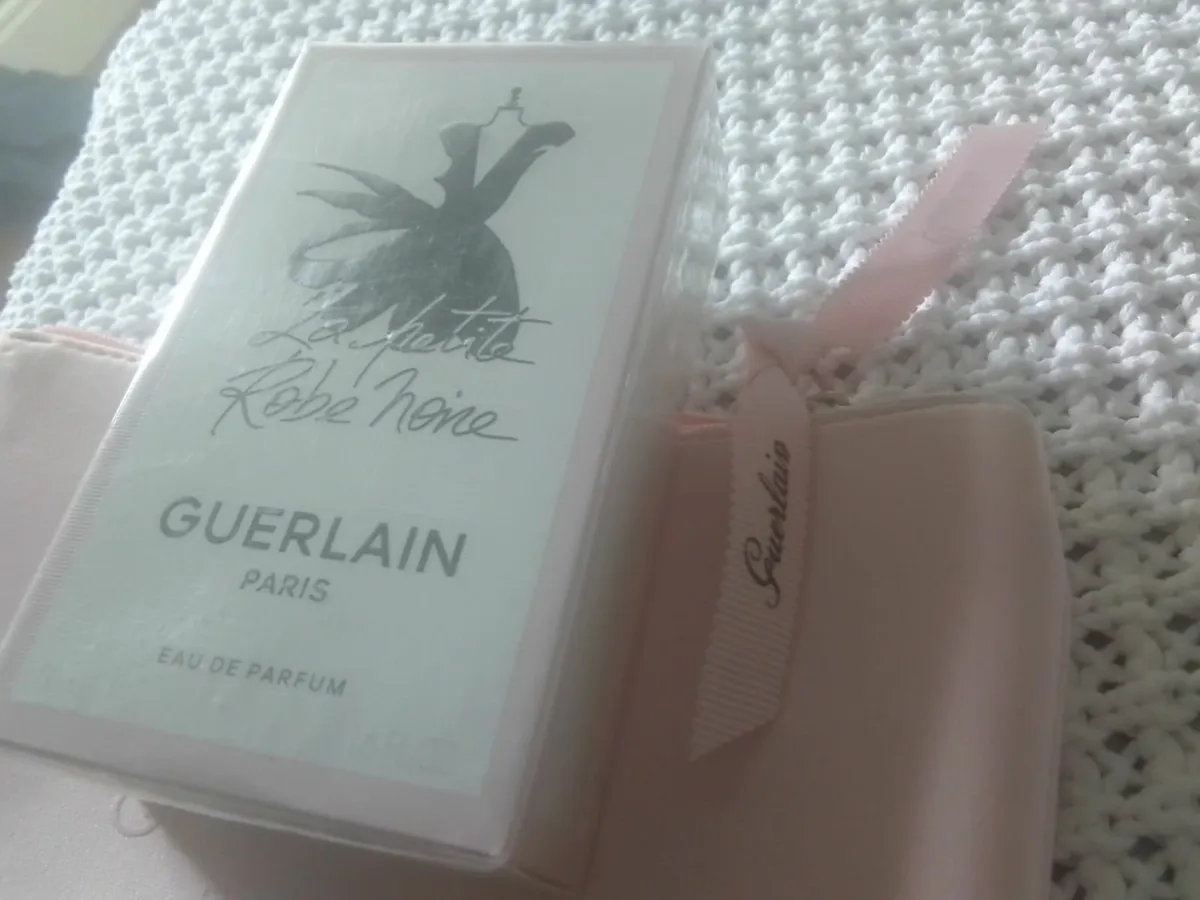 La petite
Robe Noire
GUERLAIN
PARIS
EAU DE PARFUM
Guerlain